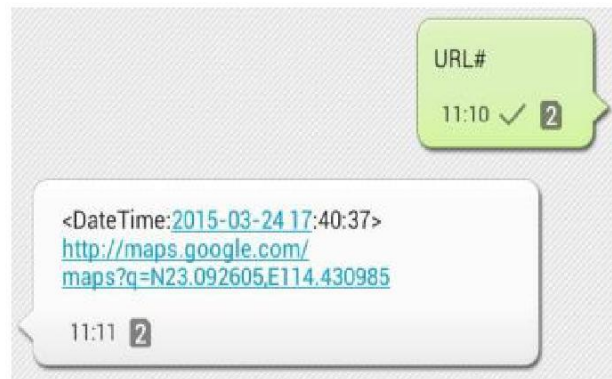 URL#
11:10 ✓ 2
<DateTime:2015-03-24 17:40:37>
http://maps.google.com/
maps?q=N23.092605,E114.430985
11:11 2